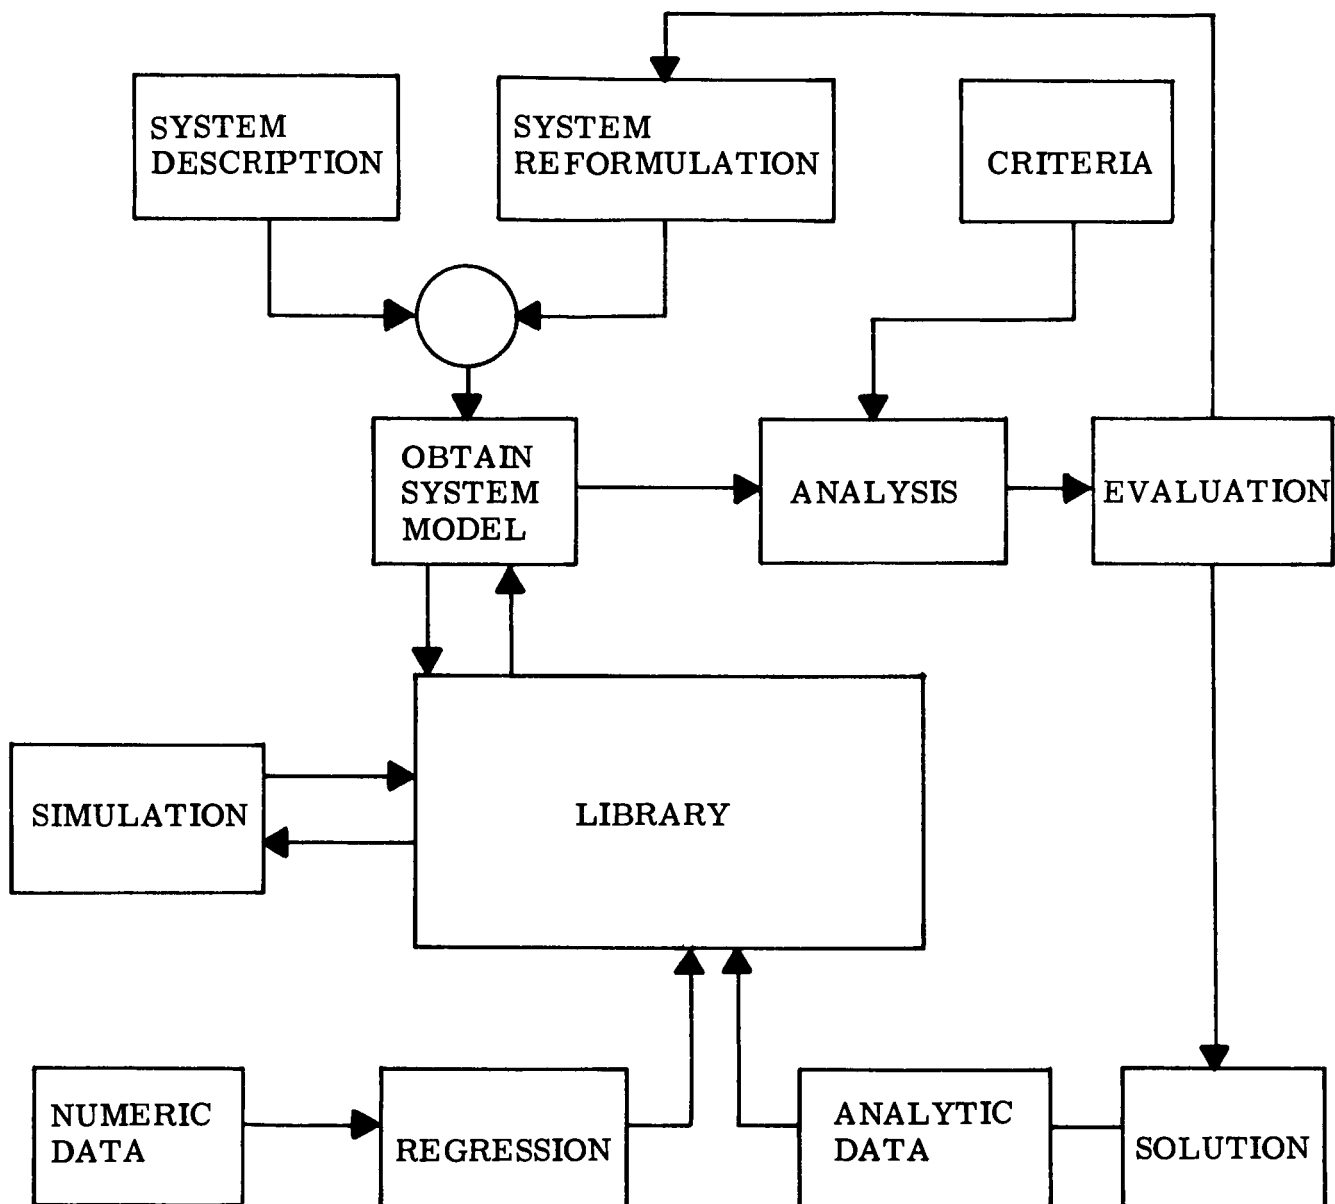 SYSTEM
DESCRIPTION
SYSTEM
REFORMULATION
CRITERIA
OBTAIN
SYSTEM
MODEL
ANALYSIS
EVALUATION
SIMULATION
LIBRARY
NUMERIC
DATA
REGRESSION
ANALYTIC
DATA
SOLUTION